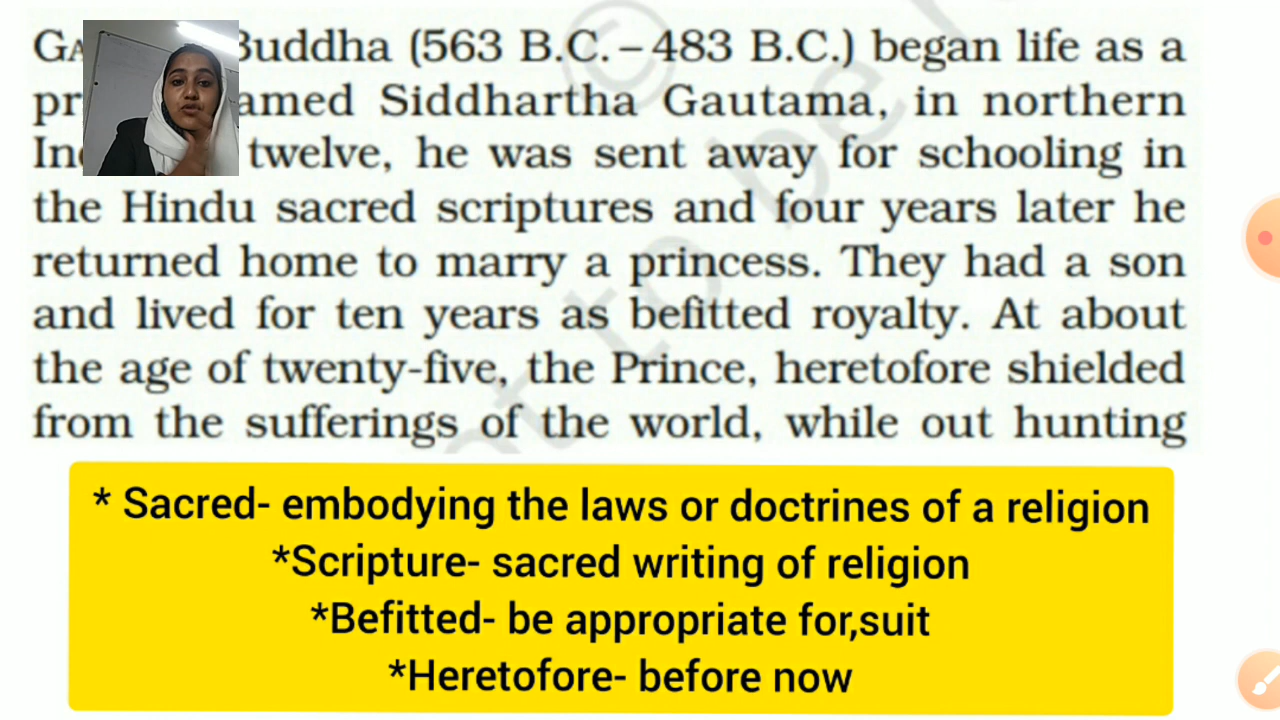 GA Buddha (563 B.C.–483 B.C.) began life as a
pr amed Siddhartha Gautama, in northern
In twelve, he was sent away for schooling in
the Hindu sacred scriptures and four years later he
returned home to marry a princess. They had a son
and lived for ten years as befitted royalty. At about
the age of twenty-five, the Prince, heretofore shielded
from the sufferings of the world, while out hunting
* Sacred- embodying the laws or doctrines of a religion
*Scripture- sacred writing of religion
*Befitted- be appropriate for,suit
*Heretofore- before now